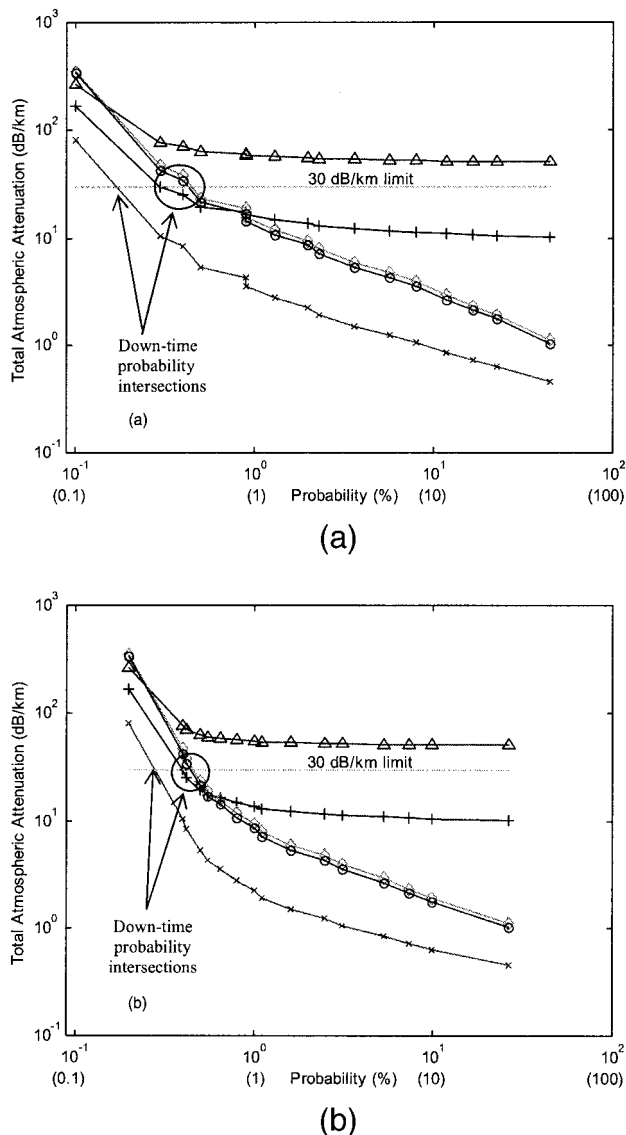 10^3
10^2
10^1
10^0
10^-1
Total Atmospheric Attenuation (dB/km)
30 dB/km limit
Down-time
probability
intersections
(a)
10^-1 10^0 10^1 10^2
(0.1) (1) Probability (%) (10) (100)
(a)
10^3
10^2
10^1
10^0
10^-1
Total Atmospheric Attenuation (dB/km)
30 dB/km limit
Down-time
probability
intersections
(b)
10^-1 10^0 10^1 10^2
(0.1) (1) Probability (%) (10) (100)
(b)